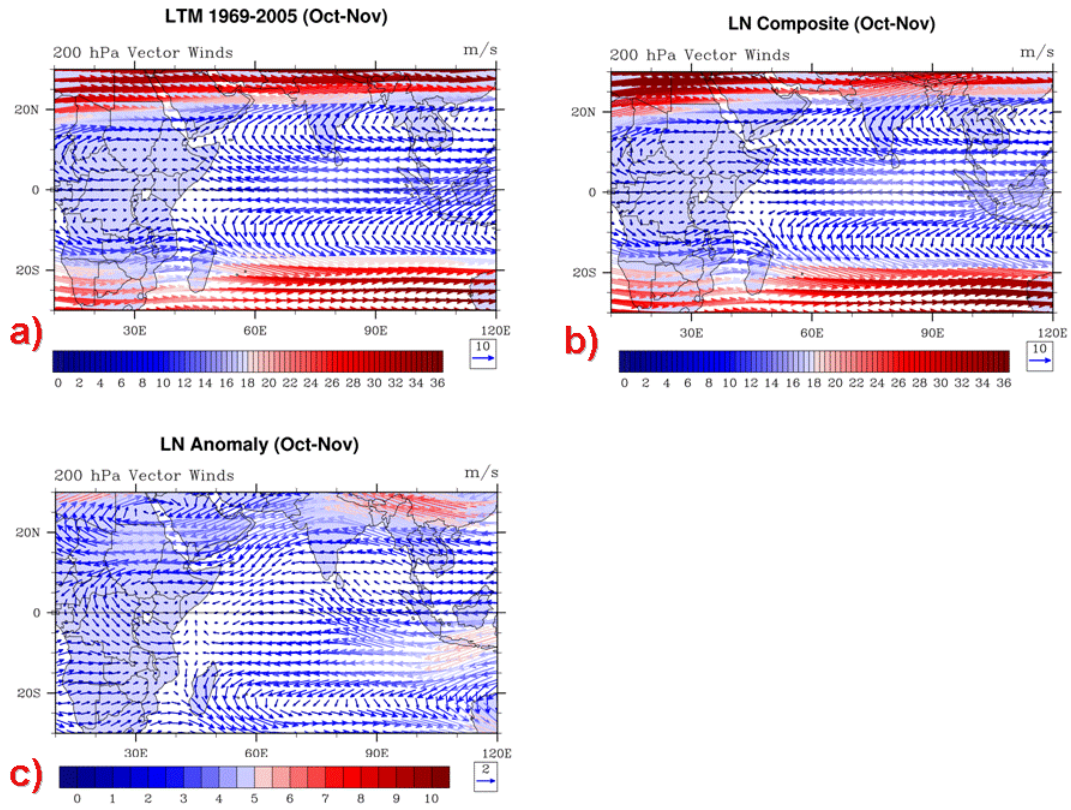 LTM 1969-2005 (Oct-Nov)
200 hPa Vector Winds m/s
20N
0
20S
30E 60E 90E 120E
a)
10
0 2 4 6 8 10 12 14 16 18 20 22 24 26 28 30 32 34 36
LN Composite (Oct-Nov)
200 hPa Vector Winds m/s
20N
0
20S
30E 60E 90E 120E
b)
10
0 2 4 6 8 10 12 14 16 18 20 22 24 26 28 30 32 34 36
LN Anomaly (Oct-Nov)
200 hPa Vector Winds m/s
20N
0
20S
30E 60E 90E 120E
c)
2
0 1 2 3 4 5 6 7 8 9 10